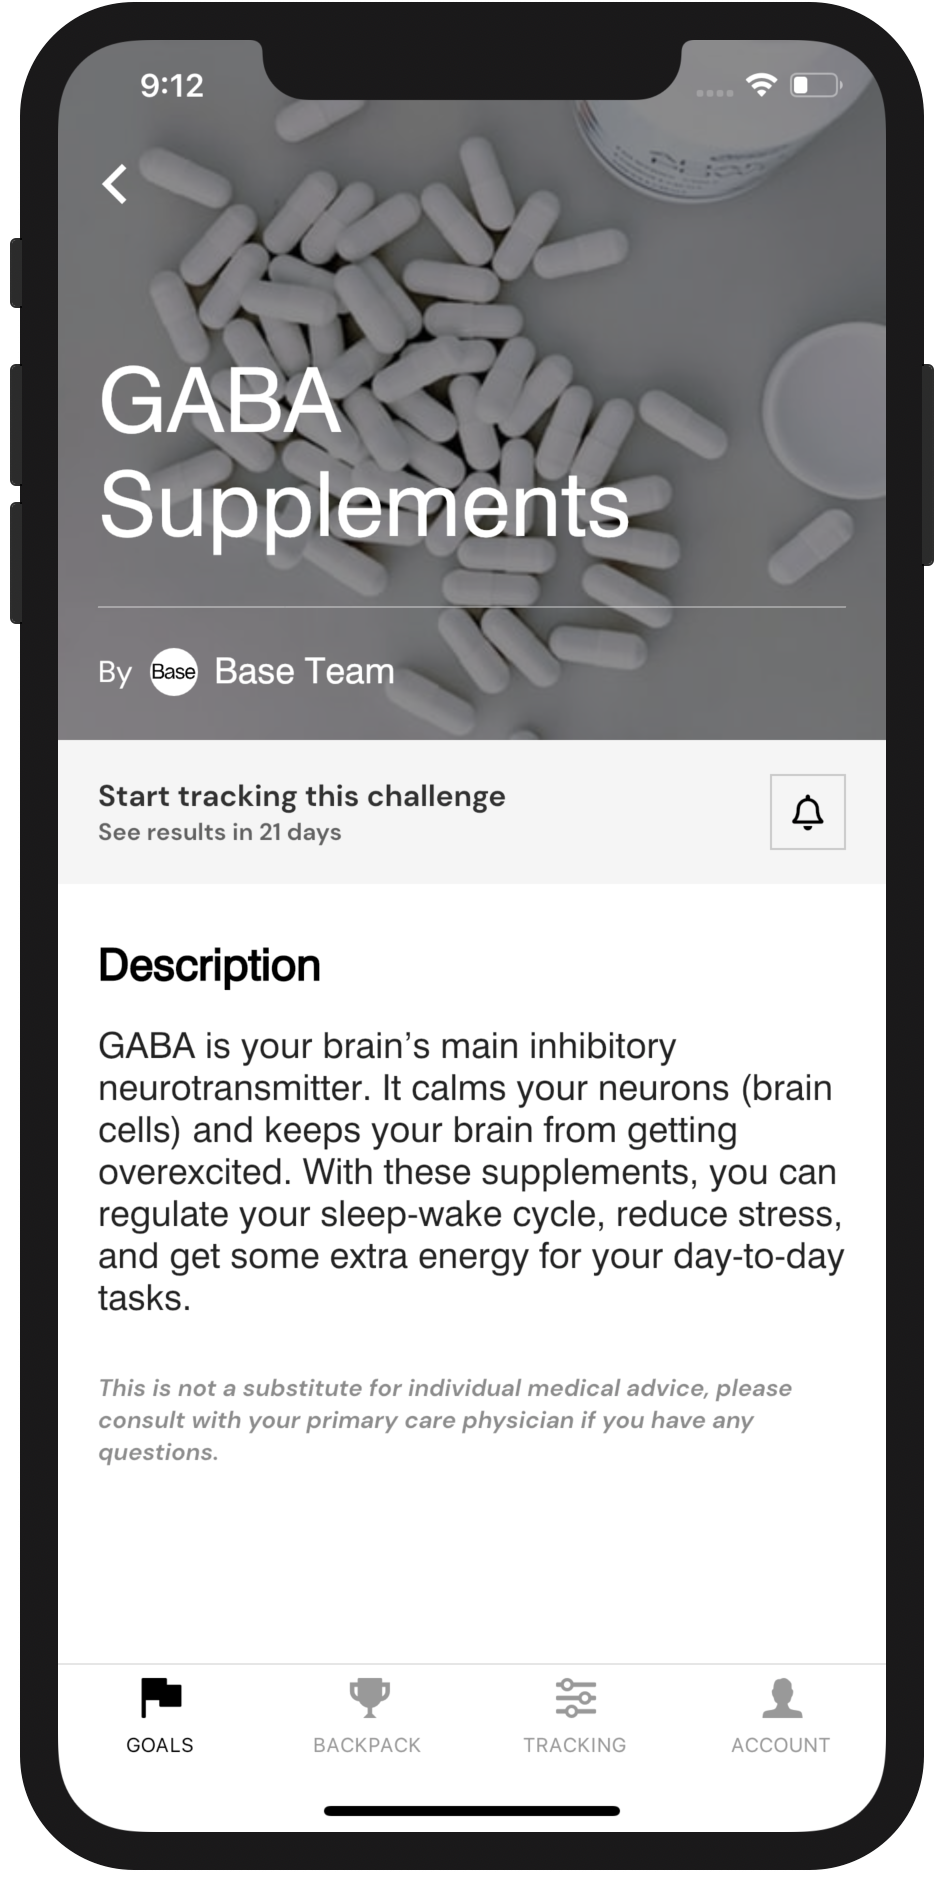 9:12
GABA
Supplements
By Base Base Team
Start tracking this challenge
See results in 21 days
Description
GABA is your brain’s main inhibitory
neurotransmitter. It calms your neurons (brain
cells) and keeps your brain from getting
overexcited. With these supplements, you can
regulate your sleep-wake cycle, reduce stress,
and get some extra energy for your day-to-day
tasks.
This is not a substitute for individual medical advice, please
consult with your primary care physician if you have any
questions.
GOALS BACKPACK TRACKING ACCOUNT